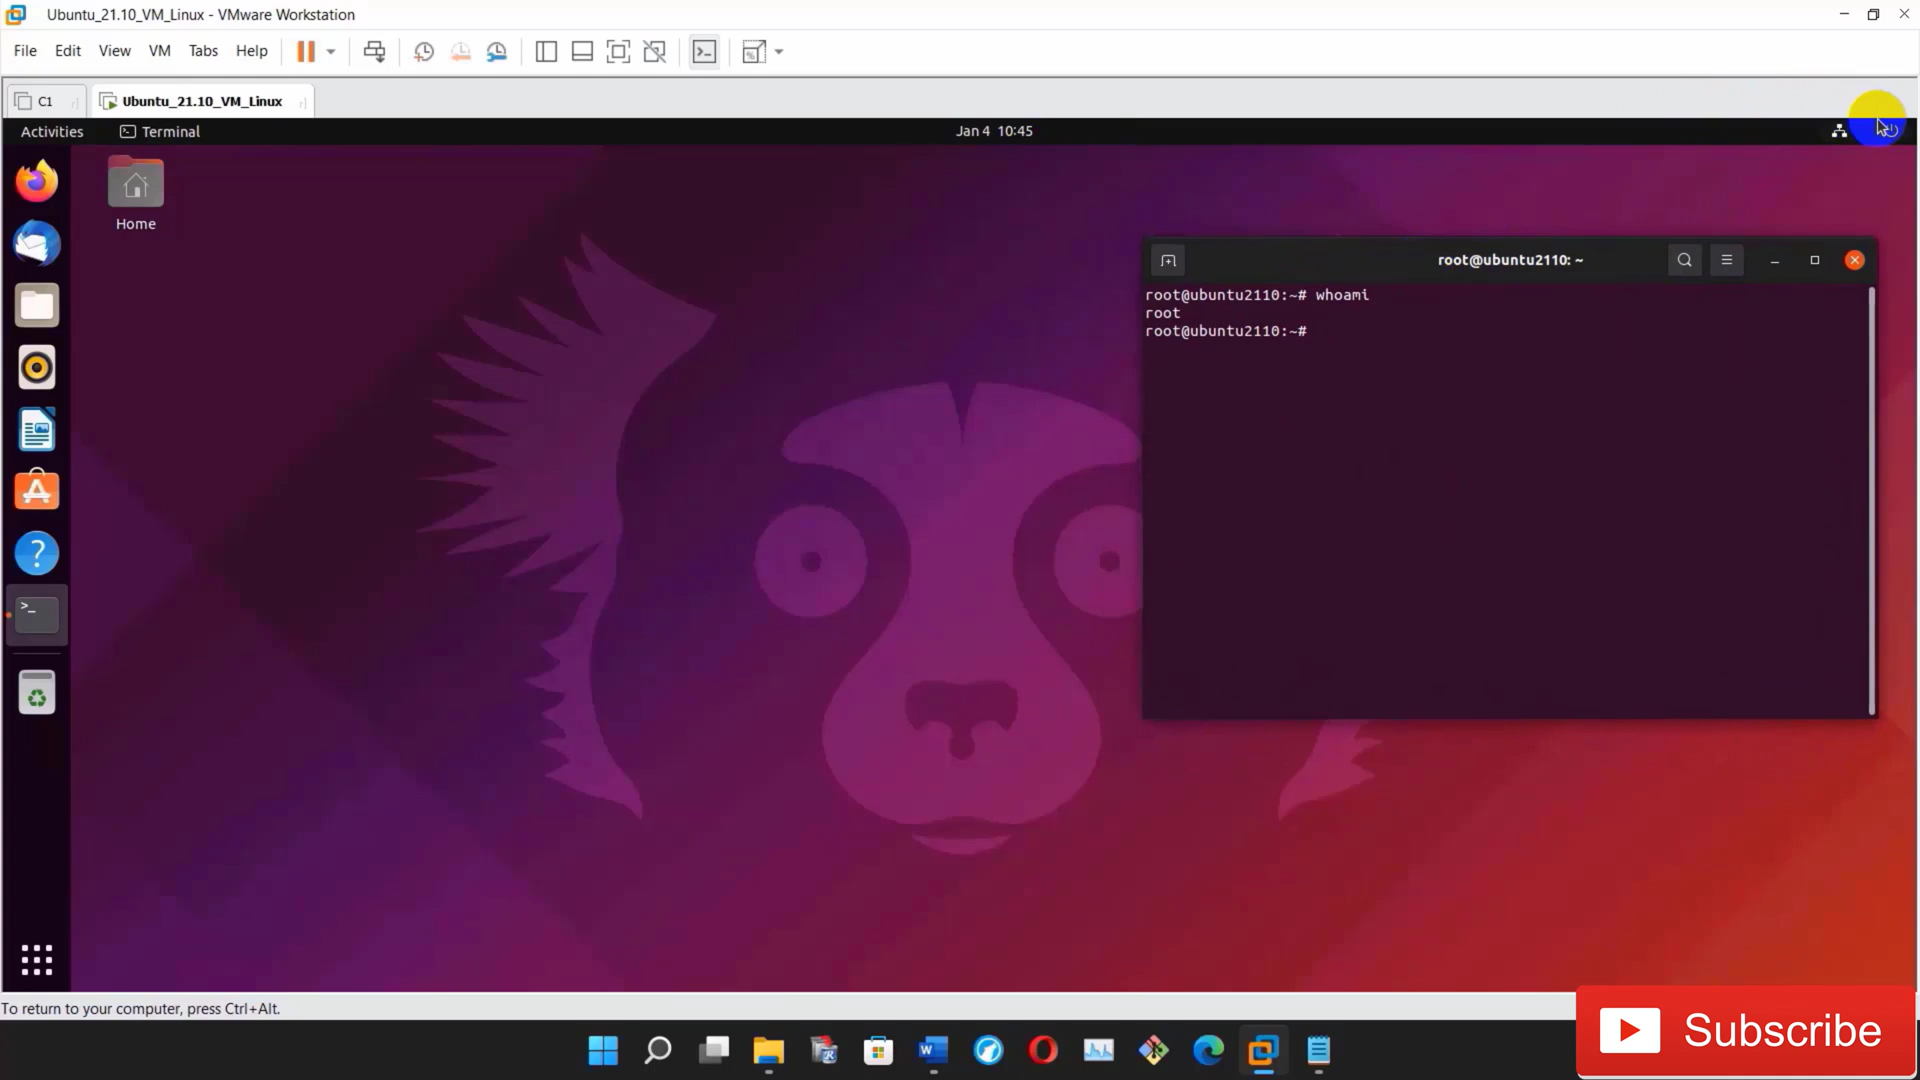 Ubuntu_21.10_VM_Linux - VMware Workstation
File Edit View VM Tabs Help
C1 Ubuntu_21.10_VM_Linux
Activities Terminal Jan 4 10:45
Home
root@ubuntu2110: ~
root@ubuntu2110:~# whoami
root
root@ubuntu2110:~#
To return to your computer, press Ctrl+Alt.
Subscribe